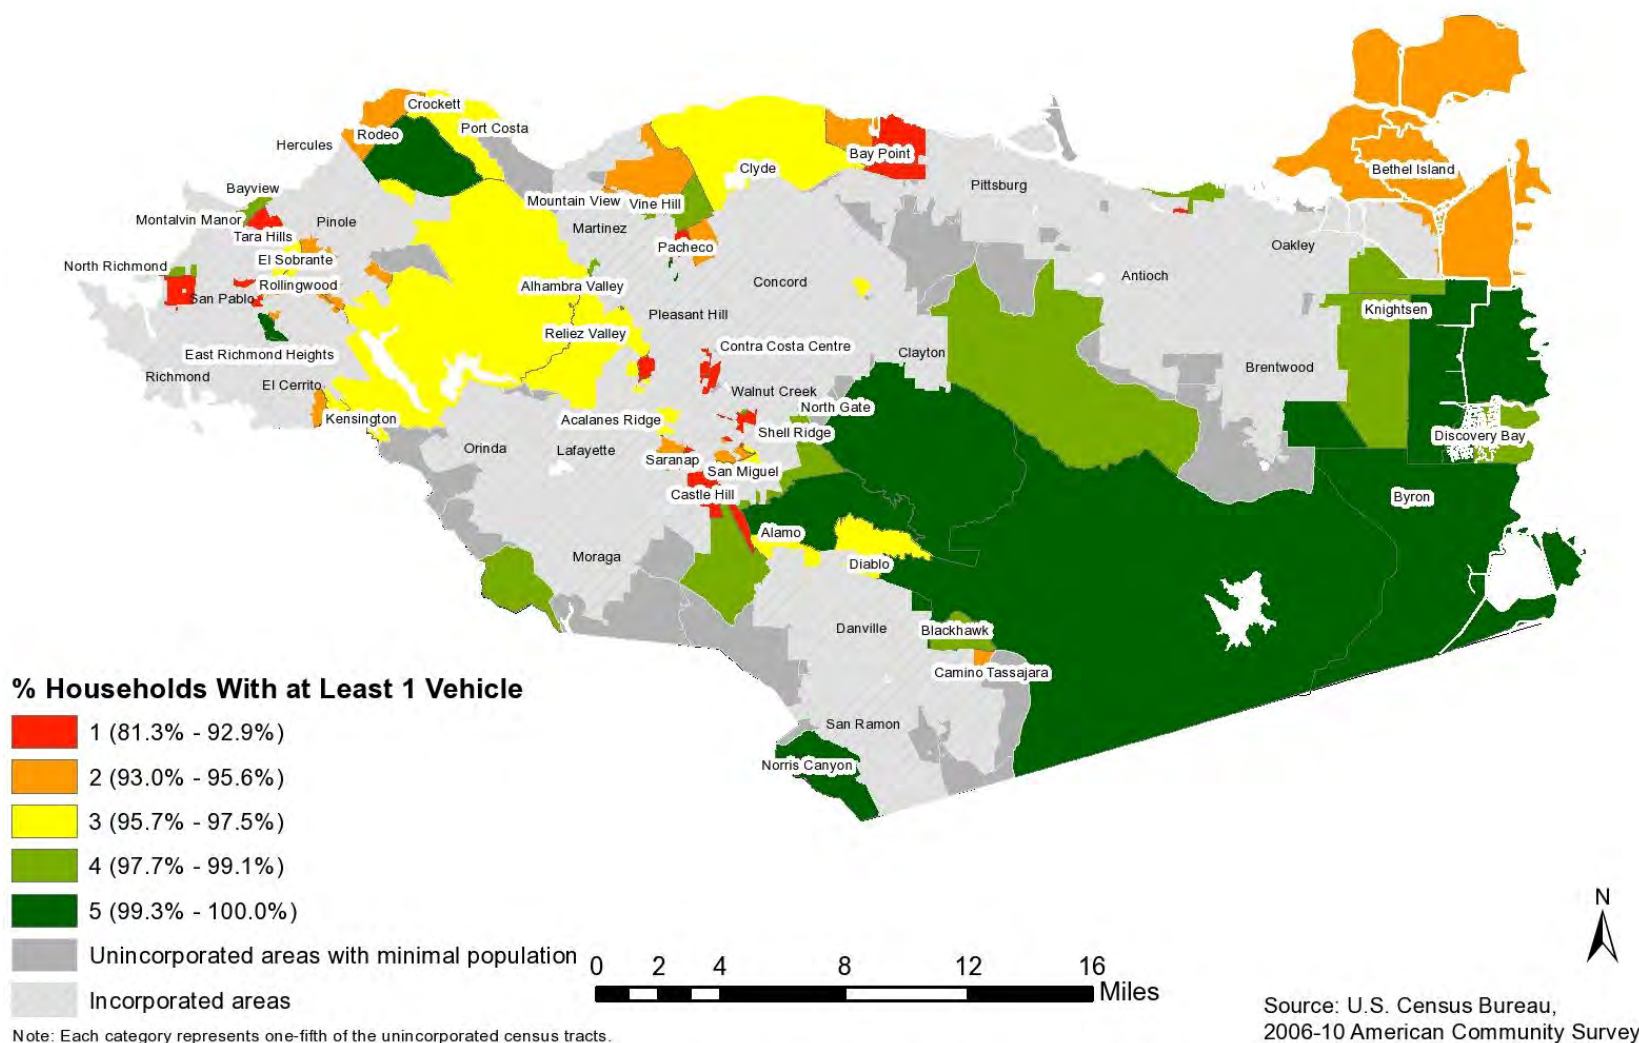 Crockett
Rodeo
Port Costa
Hercules
Bay Point
Clyde
Bethel Island
Pittsburg
Bayview
Mountain View
Vine Hill
Montalvin Manor
Pinole
Martinez
Tara Hills
Pacheco
Oakley
El Sobrante
North Richmond
Antioch
Concord
Rollingwood
Alhambra Valley
San Pablo
Knightsen
Pleasant Hill
Reliez Valley
Contra Costa Centre
East Richmond Heights
Clayton
Brentwood
Richmond
El Cerrito
Walnut Creek
North Gate
Kensington
Acalanes Ridge
Shell Ridge
Discovery Bay
Orinda
Lafayette
Saranap
San Miguel
Castle Hill
Byron
Alamo
Moraga
Diablo
Danville
Blackhawk
Camino Tassajara
San Ramon
Norris Canyon
% Households With at Least 1 Vehicle
1 (81.3% - 92.9%)
2 (93.0% - 95.6%)
3 (95.7% - 97.5%)
4 (97.7% - 99.1%)
5 (99.3% - 100.0%)
Unincorporated areas with minimal population
Incorporated areas
Note: Each category represents one-fifth of the unincorporated census tracts.
0 2 4 8 12 16
Miles
N
Source: U.S. Census Bureau,
2006-10 American Community Survey